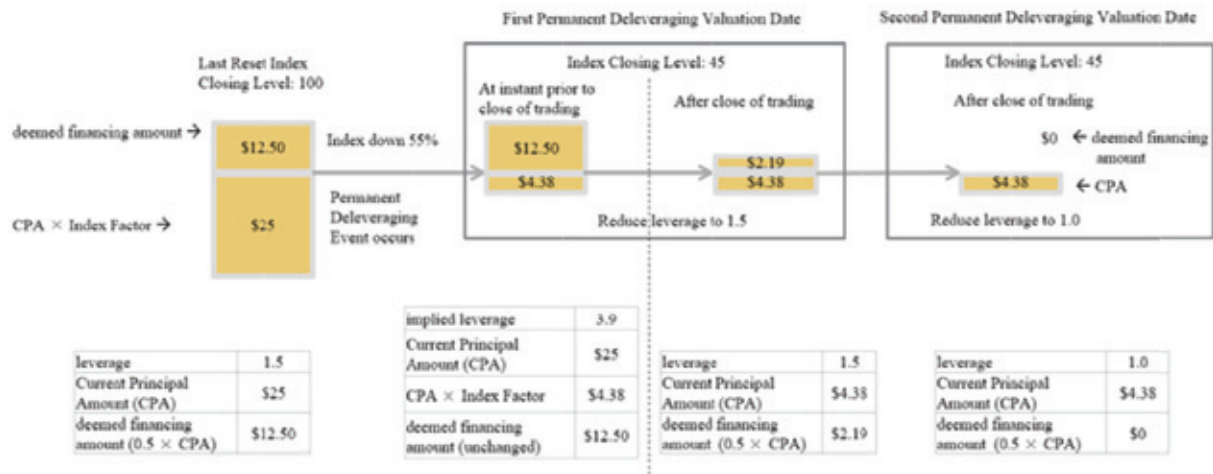 First Permanent Deleveraging Valuation Date
Second Permanent Deleveraging Valuation Date
Last Reset Index
Closing Level: 100
deemed financing amount →
$12.50
CPA × Index Factor →
$25
Index down 55%
Permanent
Deleveraging
Event occurs
Index Closing Level: 45
At instant prior to
close of trading
$12.50
$4.38
After close of trading
$2.19
$4.38
Reduce leverage to 1.5
Index Closing Level: 45
After close of trading
$0 ← deemed financing
amount
$4.38 ← CPA
Reduce leverage to 1.0
leverage 1.5
Current Principal
Amount (CPA) $25
deemed financing
amount (0.5 × CPA) $12.50
implied leverage 3.9
Current Principal
Amount (CPA) $25
CPA × Index Factor $4.38
deemed financing
amount (unchanged) $12.50
leverage 1.5
Current Principal
Amount (CPA) $4.38
deemed financing
amount (0.5 × CPA) $2.19
leverage 1.0
Current Principal
Amount (CPA) $4.38
deemed financing
amount (0.5 × CPA) $0